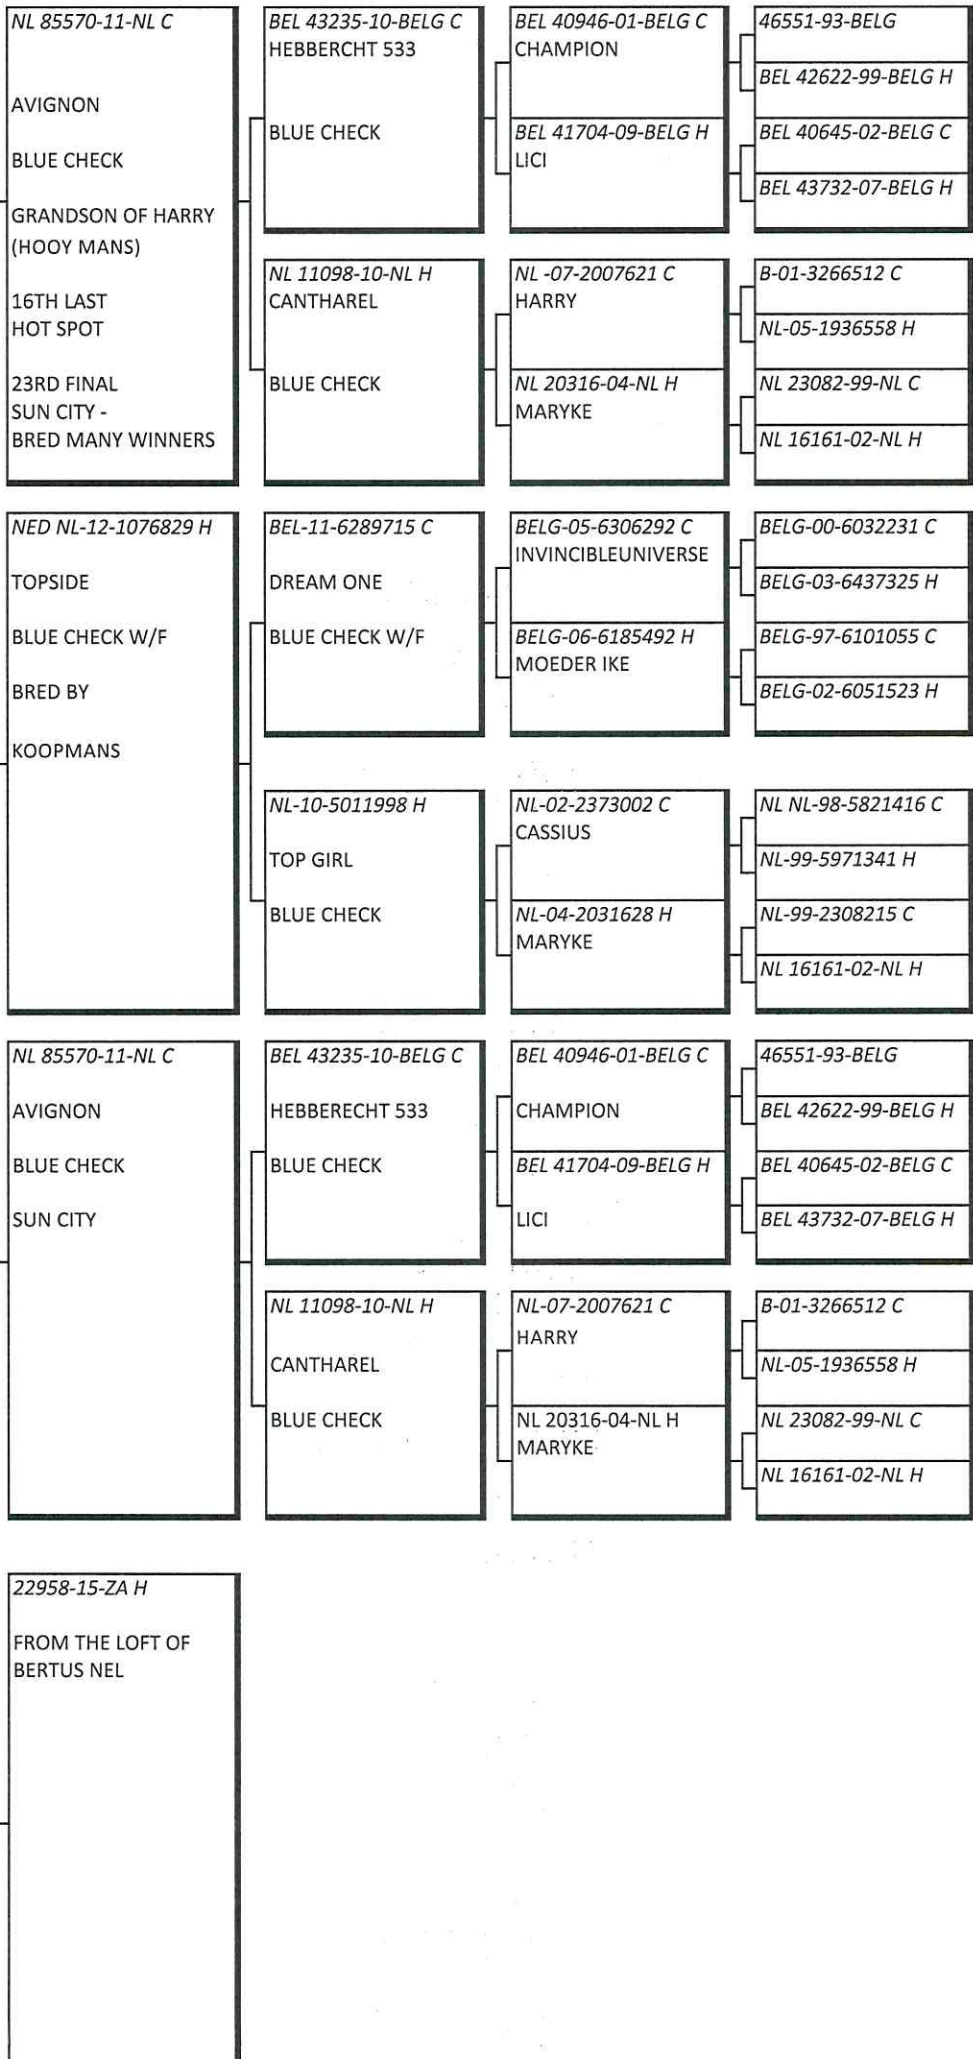 NL 85570-11-NL C
AVIGNON
BLUE CHECK
GRANDSON OF HARRY
(HOOY MANS)
16TH LAST
HOT SPOT
23RD FINAL
SUN CITY -
BRED MANY WINNERS
BEL 43235-10-BELG C
HEBBERCHT 533
BLUE CHECK
NL 11098-10-NL H
CANTHAREL
BLUE CHECK
BEL 40946-01-BELG C
CHAMPION
BEL 41704-09-BELG H
LICI
NL -07-2007621 C
HARRY
NL 20316-04-NL H
MARYKE
46551-93-BELG
BEL 42622-99-BELG H
BEL 40645-02-BELG C
BEL 43732-07-BELG H
B-01-3266512 C
NL-05-1936558 H
NL 23082-99-NL C
NL 16161-02-NL H
NED NL-12-1076829 H
TOPSIDE
BLUE CHECK W/F
BRED BY
KOOPMANS
BEL-11-6289715 C
DREAM ONE
BLUE CHECK W/F
NL-10-5011998 H
TOP GIRL
BLUE CHECK
BELG-05-6306292 C
INVINCIBLEUNIVERSE
BELG-06-6185492 H
MOEDER IKE
NL-02-2373002 C
CASSIUS
NL-04-2031628 H
MARYKE
BELG-00-6032231 C
BELG-03-6437325 H
BELG-97-6101055 C
BELG-02-6051523 H
NL NL-98-5821416 C
NL-99-5971341 H
NL-99-2308215 C
NL 16161-02-NL H
NL 85570-11-NL C
AVIGNON
BLUE CHECK
SUN CITY
BEL 43235-10-BELG C
HEBBERECHT 533
BLUE CHECK
NL 11098-10-NL H
CANTHAREL
BLUE CHECK
BEL 40946-01-BELG C
CHAMPION
BEL 41704-09-BELG H
LICI
NL-07-2007621 C
HARRY
NL 20316-04-NL H
MARYKE
46551-93-BELG
BEL 42622-99-BELG H
BEL 40645-02-BELG C
BEL 43732-07-BELG H
B-01-3266512 C
NL-05-1936558 H
NL 23082-99-NL C
NL 16161-02-NL H
22958-15-ZA H
FROM THE LOFT OF
BERTUS NEL